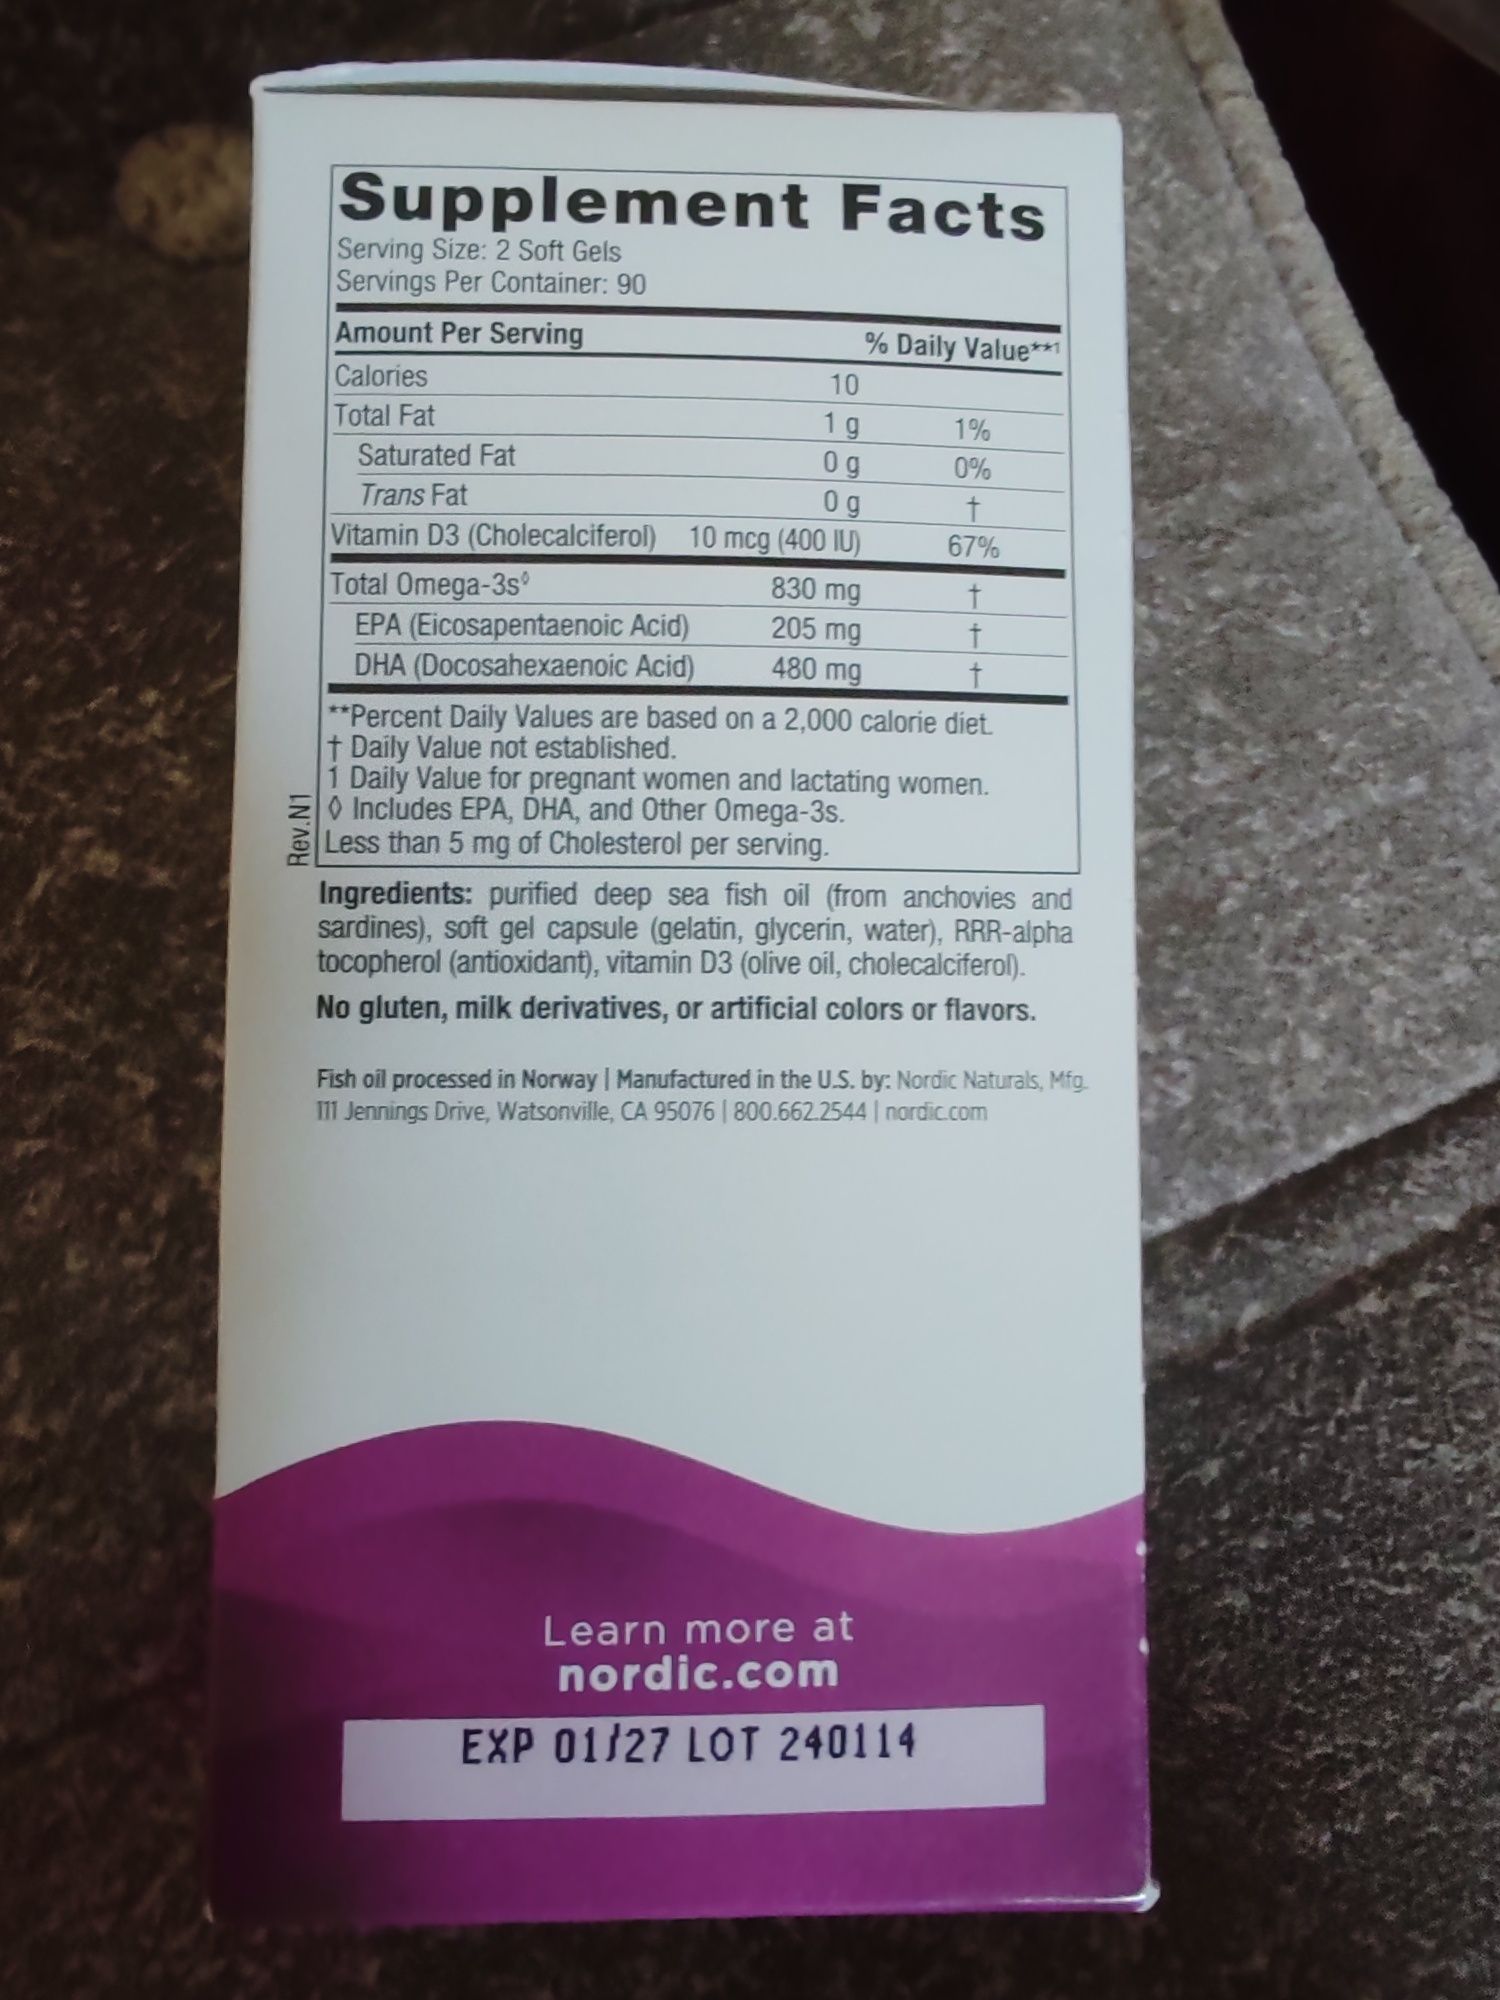 Supplement Facts
Serving Size: 2 Soft Gels
Servings Per Container: 90
Amount Per Serving % Daily Value**1
Calories 10
Total Fat 1 g 1%
Saturated Fat 0 g 0%
Trans Fat 0 g †
Vitamin D3 (Cholecalciferol) 10 mcg (400 IU) 67%
Total Omega-3s◊ 830 mg †
EPA (Eicosapentaenoic Acid) 205 mg †
DHA (Docosahexaenoic Acid) 480 mg †
**Percent Daily Values are based on a 2,000 calorie diet.
† Daily Value not established.
1 Daily Value for pregnant women and lactating women.
◊ Includes EPA, DHA, and Other Omega-3s.
Less than 5 mg of Cholesterol per serving.
Rev.N1
Ingredients: purified deep sea fish oil (from anchovies and
sardines), soft gel capsule (gelatin, glycerin, water), RRR-alpha
tocopherol (antioxidant), vitamin D3 (olive oil, cholecalciferol).
No gluten, milk derivatives, or artificial colors or flavors.
Fish oil processed in Norway | Manufactured in the U.S. by: Nordic Naturals, Mfg.
111 Jennings Drive, Watsonville, CA 95076 | 800.662.2544 | nordic.com
Learn more at
nordic.com
EXP 01/27 LOT 240114